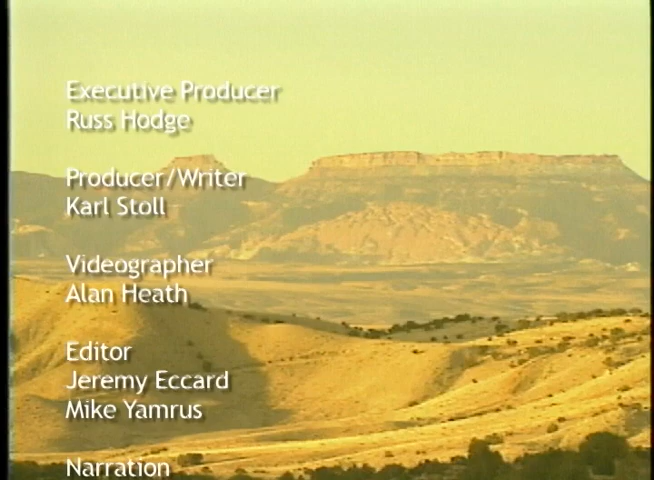 Executive Producer
Russ Hodge
Producer/Writer
Karl Stoll
Videographer
Alan Heath
Editor
Jeremy Eccard
Mike Yamrus
Narration